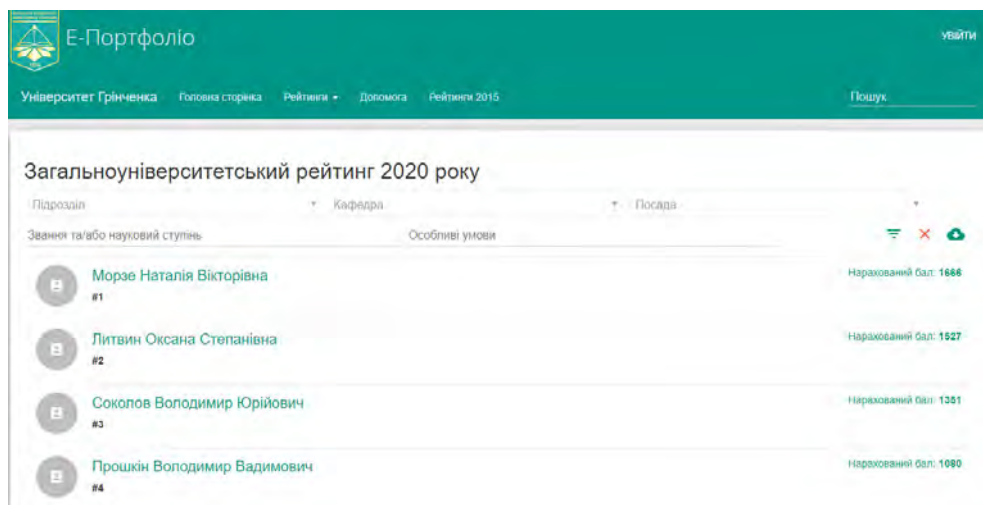 Е-Портфоліо
УВІЙТИ
Університет Грінченка Головна сторінка Рейтинги Допомога Рейтинги 2015
Пошук
Загальноуніверситетський рейтинг 2020 року
Підрозділ Кафедра Посада
Звання та/або науковий ступінь Особливі умови
Морзе Наталія Вікторівна Нарахований бал: 1666
#1
Литвин Оксана Степанівна Нарахований бал: 1527
#2
Соколов Володимир Юрійович Нарахований бал: 1351
#3
Прошкін Володимир Вадимович Нарахований бал: 1080
#4